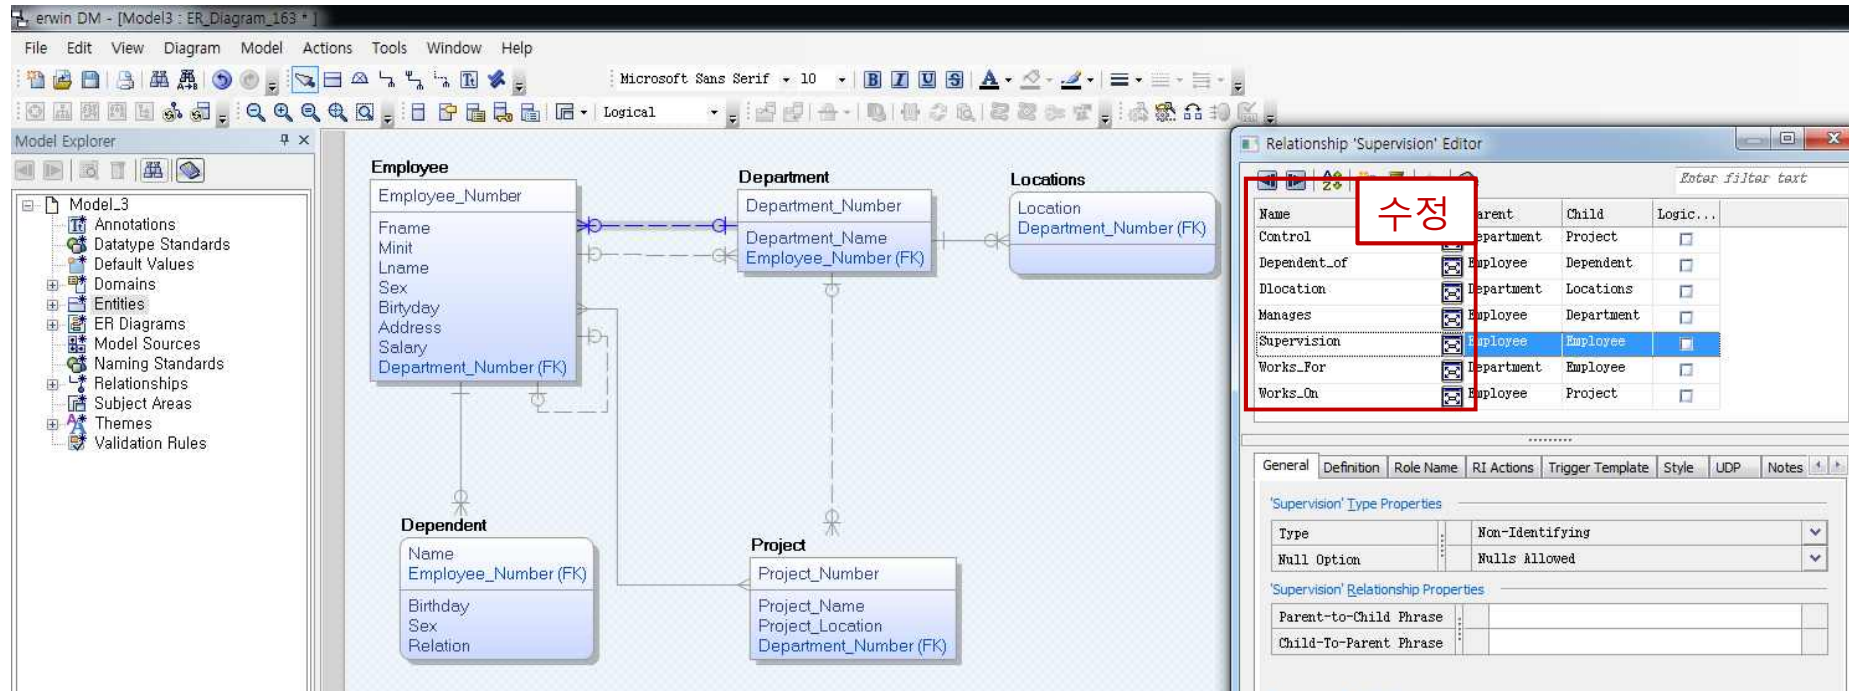 erwin DM - [Model3 : ER_Diagram_163 * ]
File Edit View Diagram Model Actions Tools Window Help
Microsoft Sans Serif 10 B I U S A
Logical
Model Explorer
Model_3
Annotations
Datatype Standards
Default Values
Domains
Entities
ER Diagrams
Model Sources
Naming Standards
Relationships
Subject Areas
Themes
Validation Rules
Employee
Employee_Number
Fname
Minit
Lname
Sex
Birtyday
Address
Salary
Department_Number (FK)
Department
Department_Number
Department_Name
Employee_Number (FK)
Locations
Location
Department_Number (FK)
Dependent
Name
Employee_Number (FK)
Birthday
Sex
Relation
Project
Project_Number
Project_Name
Project_Location
Department_Number (FK)
Relationship 'Supervision' Editor
Enter filter text
수정
Name arent Child Logic...
Control Department Project
Dependent_of Employee Dependent
Dlocation Department Locations
Manages Employee Department
Supervision Employee Employee
Works_For Department Employee
Works_On Employee Project
General Definition Role Name RI Actions Trigger Template Style UDP Notes
'Supervision' Type Properties
Type Non-Identifying
Null Option Nulls Allowed
'Supervision' Relationship Properties
Parent-to-Child Phrase
Child-To-Parent Phrase